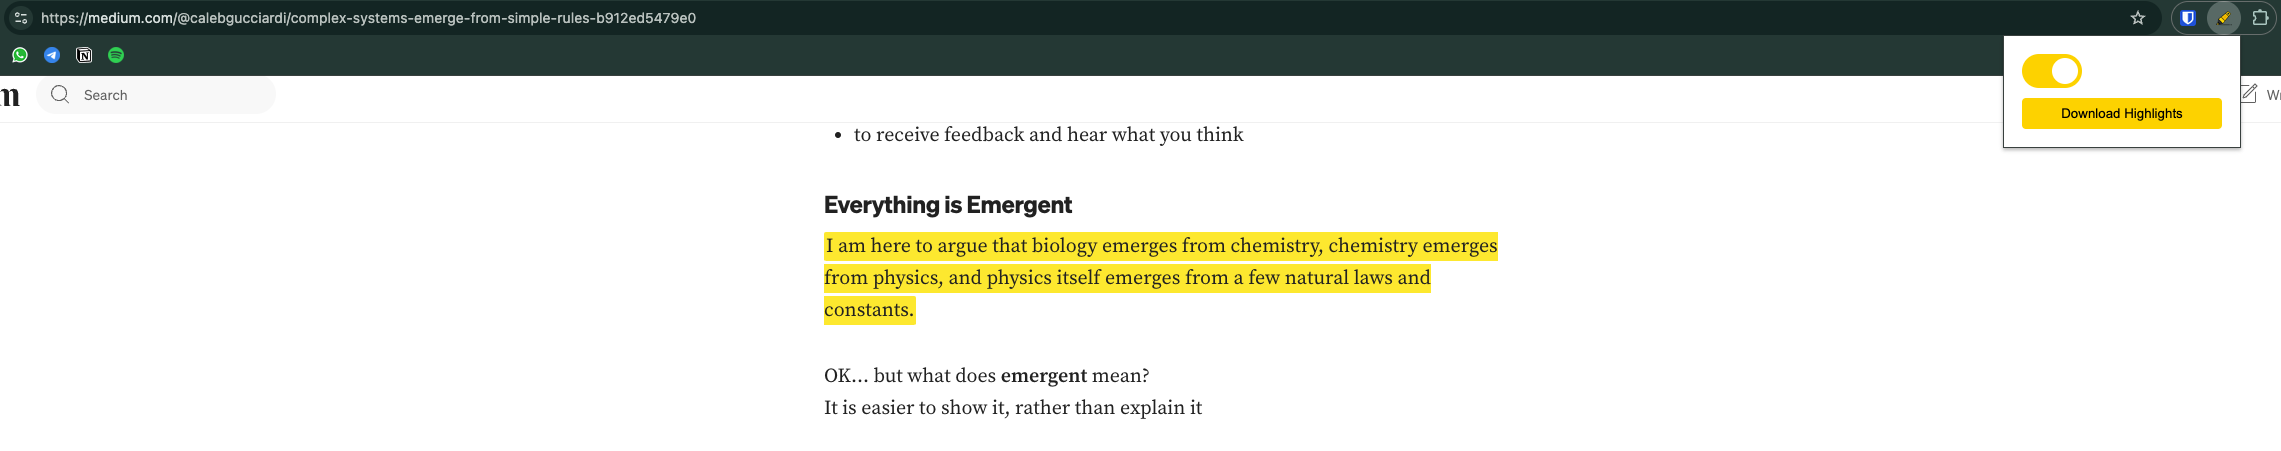 https://medium.com/@calebgucciardi/complex-systems-emerge-from-simple-rules-b912ed5479e0
m
Search
Download Highlights
to receive feedback and hear what you think
Everything is Emergent
I am here to argue that biology emerges from chemistry, chemistry emerges
from physics, and physics itself emerges from a few natural laws and
constants.
OK... but what does emergent mean?
It is easier to show it, rather than explain it